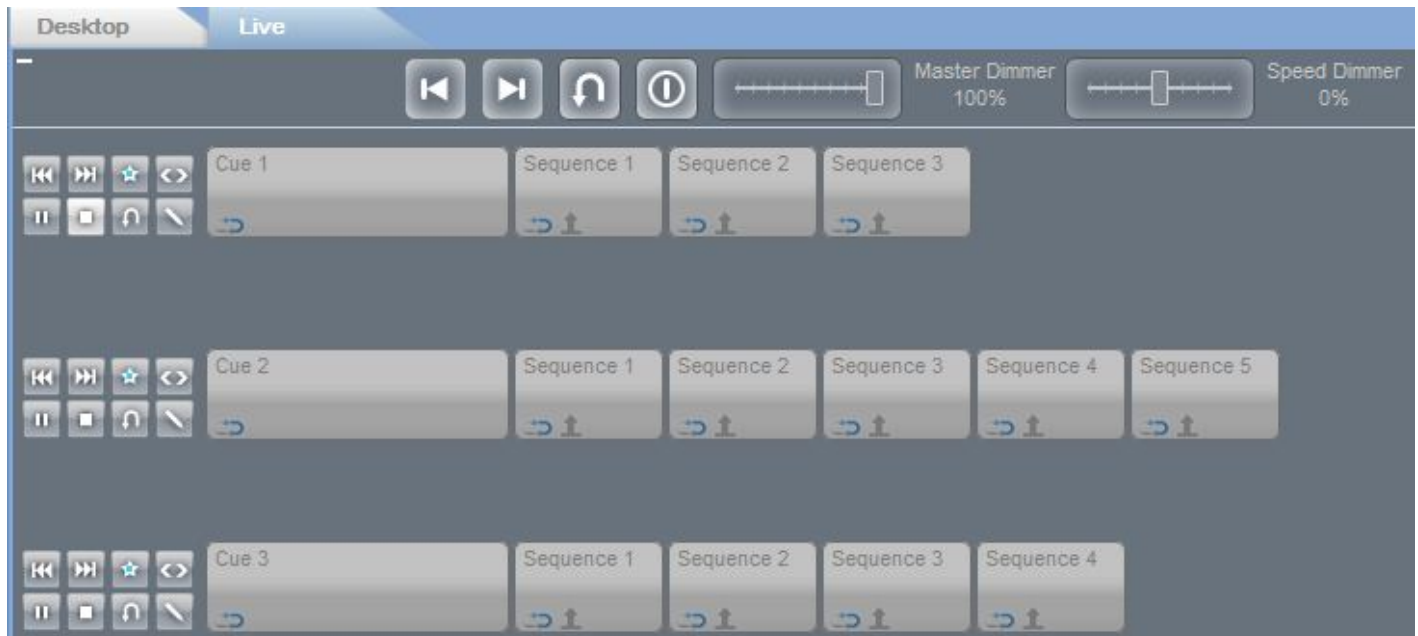 Desktop Live
Master Dimmer Speed Dimmer
100% 0%
Cue 1 Sequence 1 Sequence 2 Sequence 3
Cue 2 Sequence 1 Sequence 2 Sequence 3 Sequence 4 Sequence 5
Cue 3 Sequence 1 Sequence 2 Sequence 3 Sequence 4